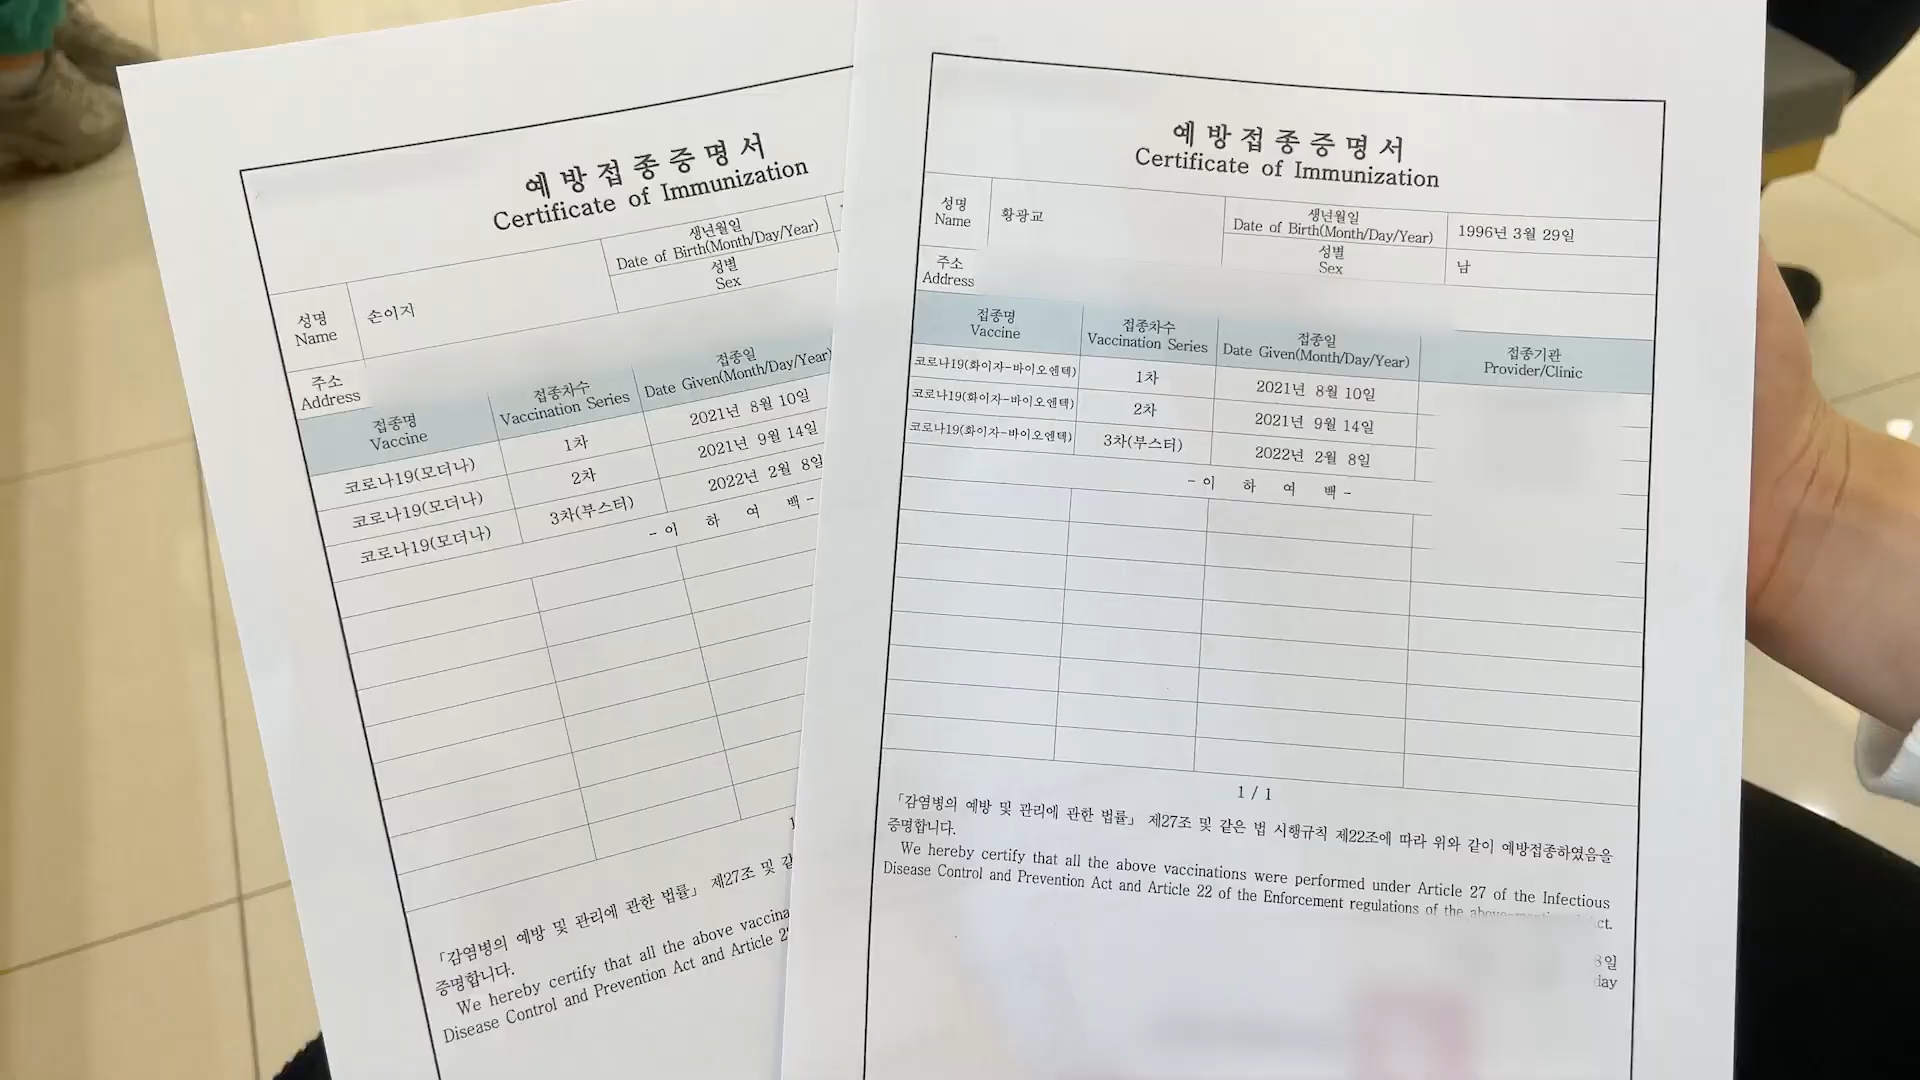 예방접종증명서
Certificate of Immunization
생년월일
Date of Birth(Month/Day/Year)
성별
Sex
성명
Name
손이지
주소
Address
접종명
Vaccine
접종차수
Vaccination Series
접종일
Date Given(Month/Day/Year)
코로나19(모더나) 1차 2021년 8월 10일
코로나19(모더나) 2차 2021년 9월 14일
코로나19(모더나) 3차(부스터) 2022년 2월 8일
- 이 하 여 백 -
「감염병의 예방 및 관리에 관한 법률」 제27조 및 같
증명합니다.
We hereby certify that all the above vaccina
Disease Control and Prevention Act and Article 2
예방접종증명서
Certificate of Immunization
성명
Name
황광교
생년월일
Date of Birth(Month/Day/Year)
1996년 3월 29일
성별
Sex
남
주소
Address
접종명
Vaccine
접종차수
Vaccination Series
접종일
Date Given(Month/Day/Year)
접종기관
Provider/Clinic
코로나19(화이자-바이오엔텍) 1차 2021년 8월 10일
코로나19(화이자-바이오엔텍) 2차 2021년 9월 14일
코로나19(화이자-바이오엔텍) 3차(부스터) 2022년 2월 8일
- 이 하 여 백 -
1 / 1
「감염병의 예방 및 관리에 관한 법률」 제27조 및 같은 법 시행규칙 제22조에 따라 위와 같이 예방접종하였음을
증명합니다.
We hereby certify that all the above vaccinations were performed under Article 27 of the Infectious
Disease Control and Prevention Act and Article 22 of the Enforcement regulations of the
8일
day